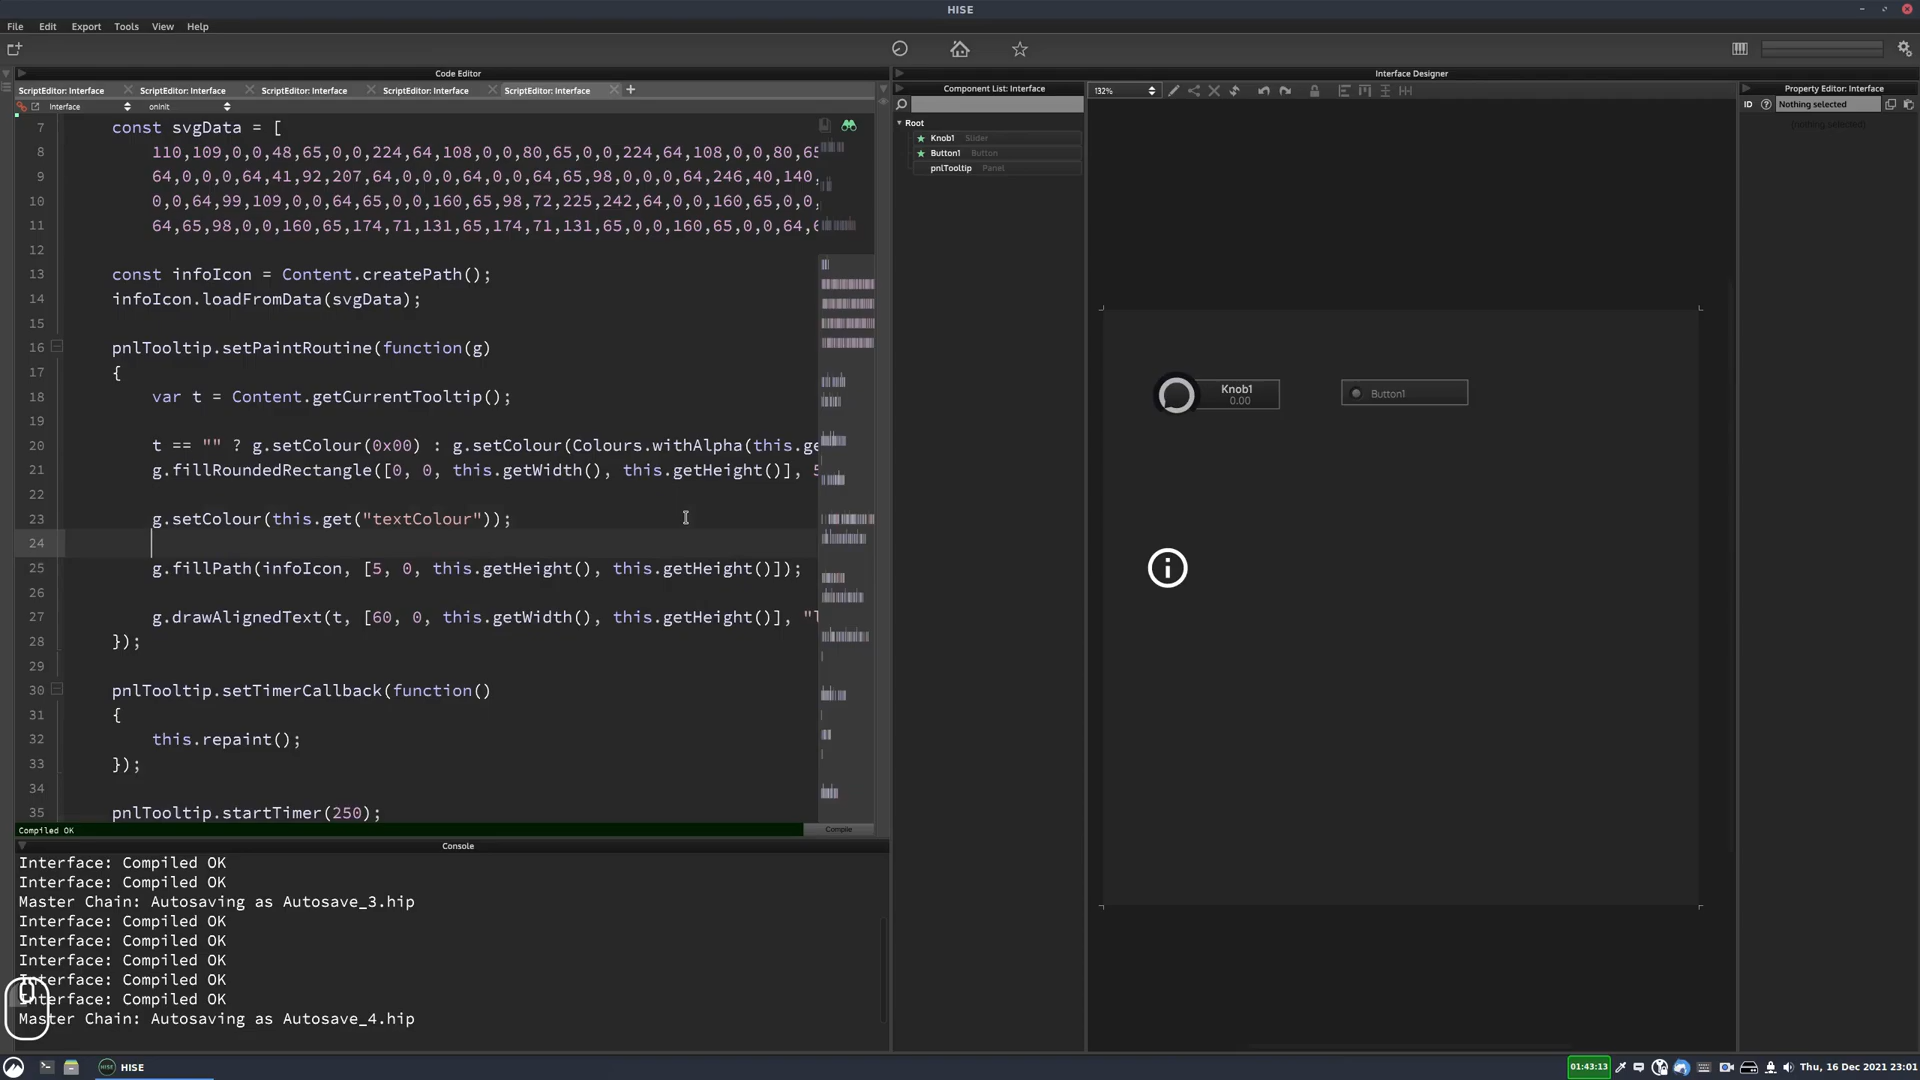 HISE
File Edit Export Tools View Help
Code Editor
Interface Designer
ScriptEditor: Interface ScriptEditor: Interface ScriptEditor: Interface ScriptEditor: Interface ScriptEditor: Interface
Component List: Interface
132%
Property Editor: Interface
Interface onInit
ID Nothing selected
(nothing selected)
Root
Knob1 Slider
Button1 Button
pnlTooltip Panel
7 const svgData = [
8 110,109,0,0,48,65,0,0,224,64,108,0,0,80,65,0,0,224,64,108,0,0,80,65
9 64,0,0,0,64,41,92,207,64,0,0,0,64,0,0,64,65,98,0,0,0,64,246,40,140,
10 0,0,64,99,109,0,0,64,65,0,0,160,65,98,72,225,242,64,0,0,160,65,0,0,
11 64,65,98,0,0,160,65,174,71,131,65,174,71,131,65,0,0,160,65,0,0,64,6
12
13 const infoIcon = Content.createPath();
14 infoIcon.loadFromData(svgData);
15
16 pnlTooltip.setPaintRoutine(function(g)
17 {
18 var t = Content.getCurrentTooltip();
19
20 t == "" ? g.setColour(0x00) : g.setColour(Colours.withAlpha(this.ge
21 g.fillRoundedRectangle([0, 0, this.getWidth(), this.getHeight()], 5
22
23 g.setColour(this.get("textColour"));
24
25 g.fillPath(infoIcon, [5, 0, this.getHeight(), this.getHeight()]);
26
27 g.drawAlignedText(t, [60, 0, this.getWidth(), this.getHeight()], "l
28 });
29
30 pnlTooltip.setTimerCallback(function()
31 {
32 this.repaint();
33 });
34
35 pnlTooltip.startTimer(250);
Knob1
0.00
Button1
Compiled OK
Compile
Console
Interface: Compiled OK
Interface: Compiled OK
Master Chain: Autosaving as Autosave_3.hip
Interface: Compiled OK
Interface: Compiled OK
Interface: Compiled OK
Interface: Compiled OK
Interface: Compiled OK
Master Chain: Autosaving as Autosave_4.hip
HISE
01:43:13
Thu, 16 Dec 2021 23:01